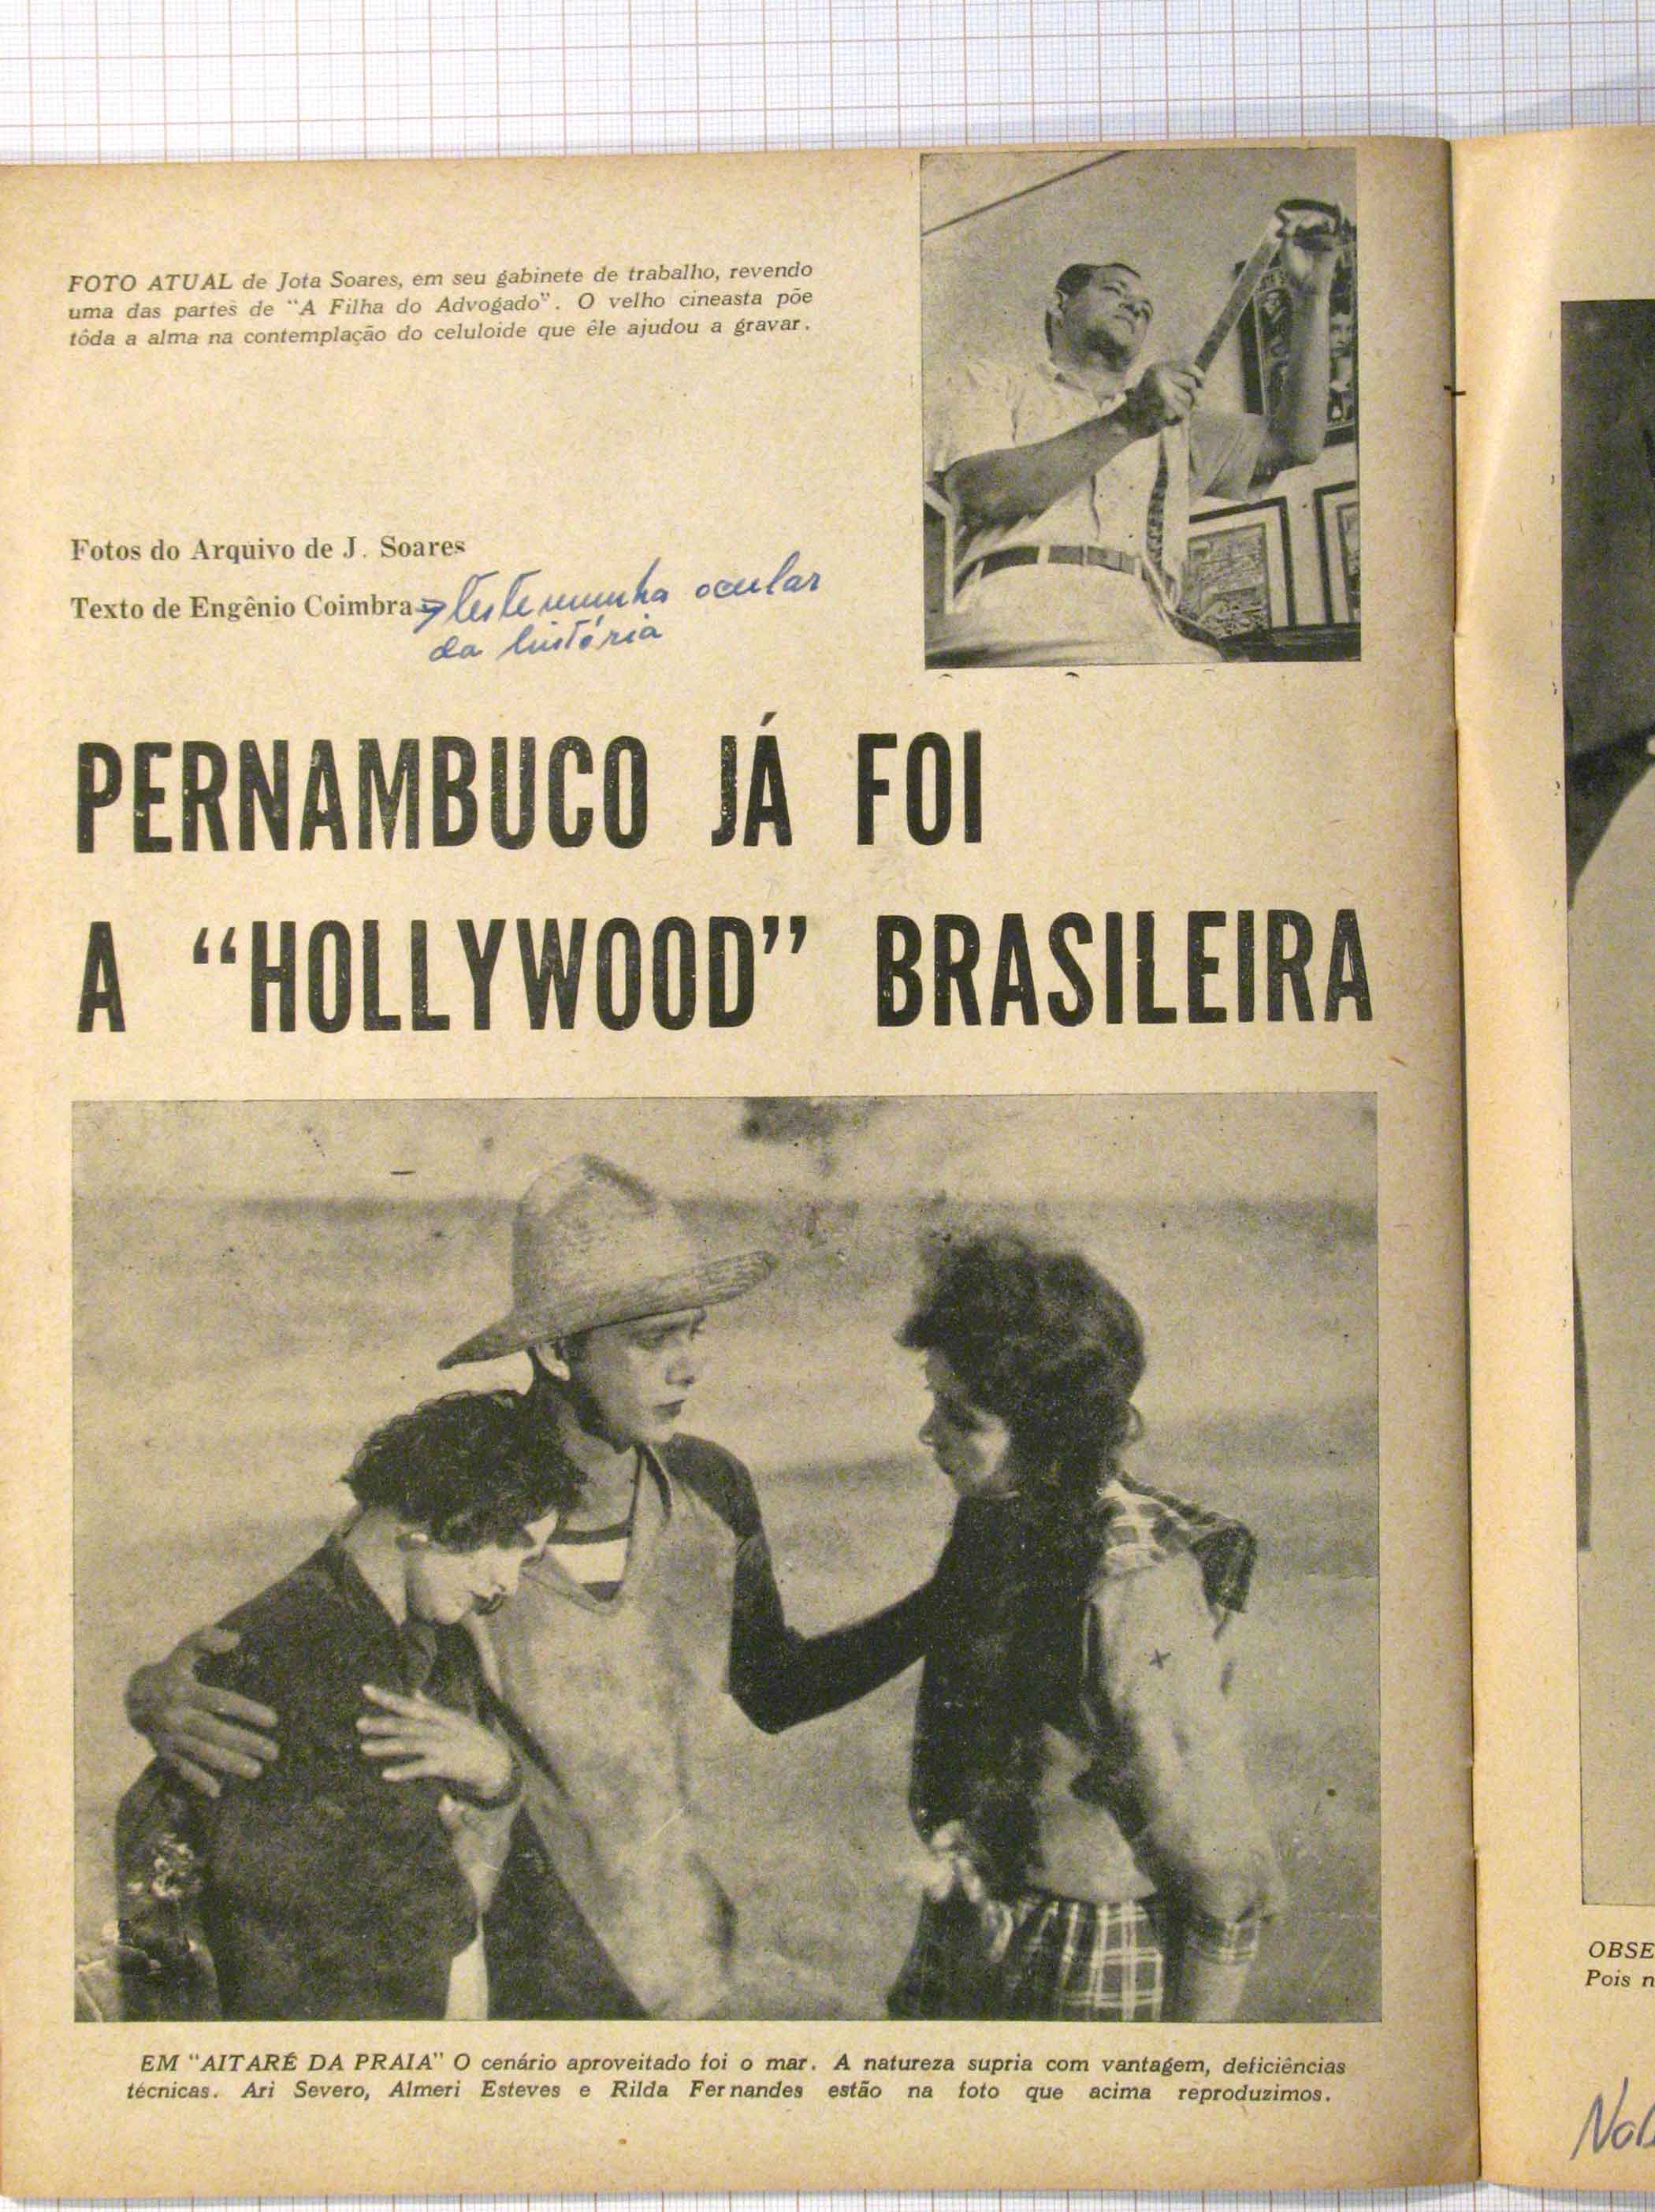 FOTO ATUAL de Jota Soares, em seu gabinete de trabalho, revendo
uma das partes de "A Filha do Advogado". O velho cineasta põe
tôda a alma na contemplação do celuloide que êle ajudou a gravar.
Fotos do Arquivo de J. Soares
Texto de Engênio Coimbra → testemunha ocular
da história
PERNAMBUCO JÁ FOI
A "HOLLYWOOD" BRASILEIRA
EM "AITARÉ DA PRAIA" O cenário aproveitado foi o mar. A natureza supria com vantagem, deficiências
técnicas. Ari Severo, Almeri Esteves e Rilda Fernandes estão na foto que acima reproduzimos.
OBSE
Pois n